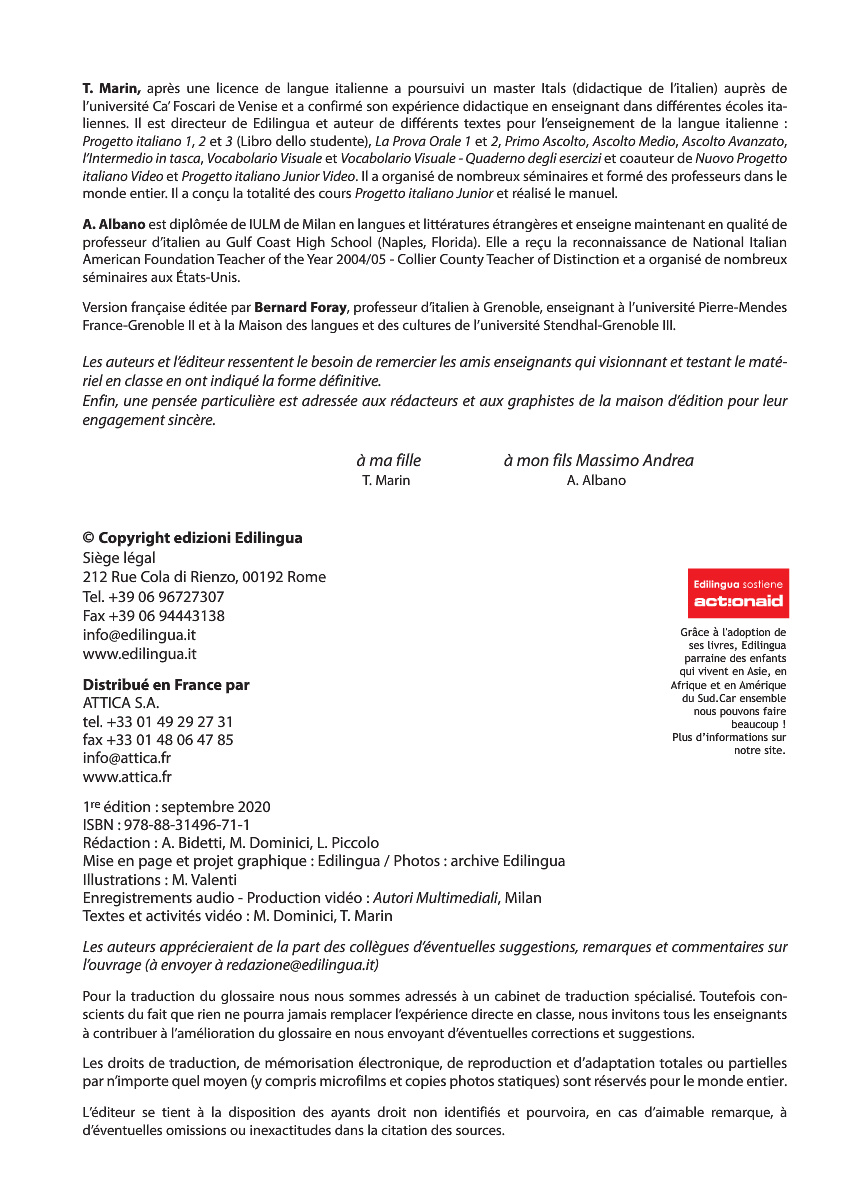 T. Marin, après une licence de langue italienne a poursuivi un master Itals (didactique de l’italien) auprès de
l’université Ca’ Foscari de Venise et a confirmé son expérience didactique en enseignant dans différentes écoles ita-
liennes. Il est directeur de Edilingua et auteur de différents textes pour l’enseignement de la langue italienne :
Progetto italiano 1, 2 et 3 (Libro dello studente), La Prova Orale 1 et 2, Primo Ascolto, Ascolto Medio, Ascolto Avanzato,
l’Intermedio in tasca, Vocabolario Visuale et Vocabolario Visuale - Quaderno degli esercizi et coauteur de Nuovo Progetto
italiano Video et Progetto italiano Junior Video. Il a organisé de nombreux séminaires et formé des professeurs dans le
monde entier. Il a conçu la totalité des cours Progetto italiano Junior et réalisé le manuel.
A. Albano est diplômée de IULM de Milan en langues et littératures étrangères et enseigne maintenant en qualité de
professeur d’italien au Gulf Coast High School (Naples, Florida). Elle a reçu la reconnaissance de National Italian
American Foundation Teacher of the Year 2004/05 - Collier County Teacher of Distinction et a organisé de nombreux
séminaires aux États-Unis.
Version française éditée par Bernard Foray, professeur d’italien à Grenoble, enseignant à l’université Pierre-Mendes
France-Grenoble II et à la Maison des langues et des cultures de l’université Stendhal-Grenoble III.
Les auteurs et l’éditeur ressentent le besoin de remercier les amis enseignants qui visionnant et testant le maté-
riel en classe en ont indiqué la forme définitive.
Enfin, une pensée particulière est adressée aux rédacteurs et aux graphistes de la maison d’édition pour leur
engagement sincère.
à ma fille
T. Marin
à mon fils Massimo Andrea
A. Albano
© Copyright edizioni Edilingua
Siège légal
212 Rue Cola di Rienzo, 00192 Rome
Tel. +39 06 96727307
Fax +39 06 94443138
info@edilingua.it
www.edilingua.it
Distribué en France par
ATTICA S.A.
tel. +33 01 49 29 27 31
fax +33 01 48 06 47 85
info@attica.fr
www.attica.fr
Edilingua sostiene
act:onaid
Grâce à l'adoption de
ses livres, Edilingua
parraine des enfants
qui vivent en Asie, en
Afrique et en Amérique
du Sud.Car ensemble
nous pouvons faire
beaucoup !
Plus d’informations sur
notre site.
1re édition : septembre 2020
ISBN : 978-88-31496-71-1
Rédaction : A. Bidetti, M. Dominici, L. Piccolo
Mise en page et projet graphique : Edilingua / Photos : archive Edilingua
Illustrations : M. Valenti
Enregistrements audio - Production vidéo : Autori Multimediali, Milan
Textes et activités vidéo : M. Dominici, T. Marin
Les auteurs apprécieraient de la part des collègues d’éventuelles suggestions, remarques et commentaires sur
l’ouvrage (à envoyer à redazione@edilingua.it)
Pour la traduction du glossaire nous nous sommes adressés à un cabinet de traduction spécialisé. Toutefois con-
scients du fait que rien ne pourra jamais remplacer l’expérience directe en classe, nous invitons tous les enseignants
à contribuer à l’amélioration du glossaire en nous envoyant d’éventuelles corrections et suggestions.
Les droits de traduction, de mémorisation électronique, de reproduction et d’adaptation totales ou partielles
par n’importe quel moyen (y compris microfilms et copies photos statiques) sont réservés pour le monde entier.
L’éditeur se tient à la disposition des ayants droit non identifiés et pourvoira, en cas d’aimable remarque, à
d’éventuelles omissions ou inexactitudes dans la citation des sources.